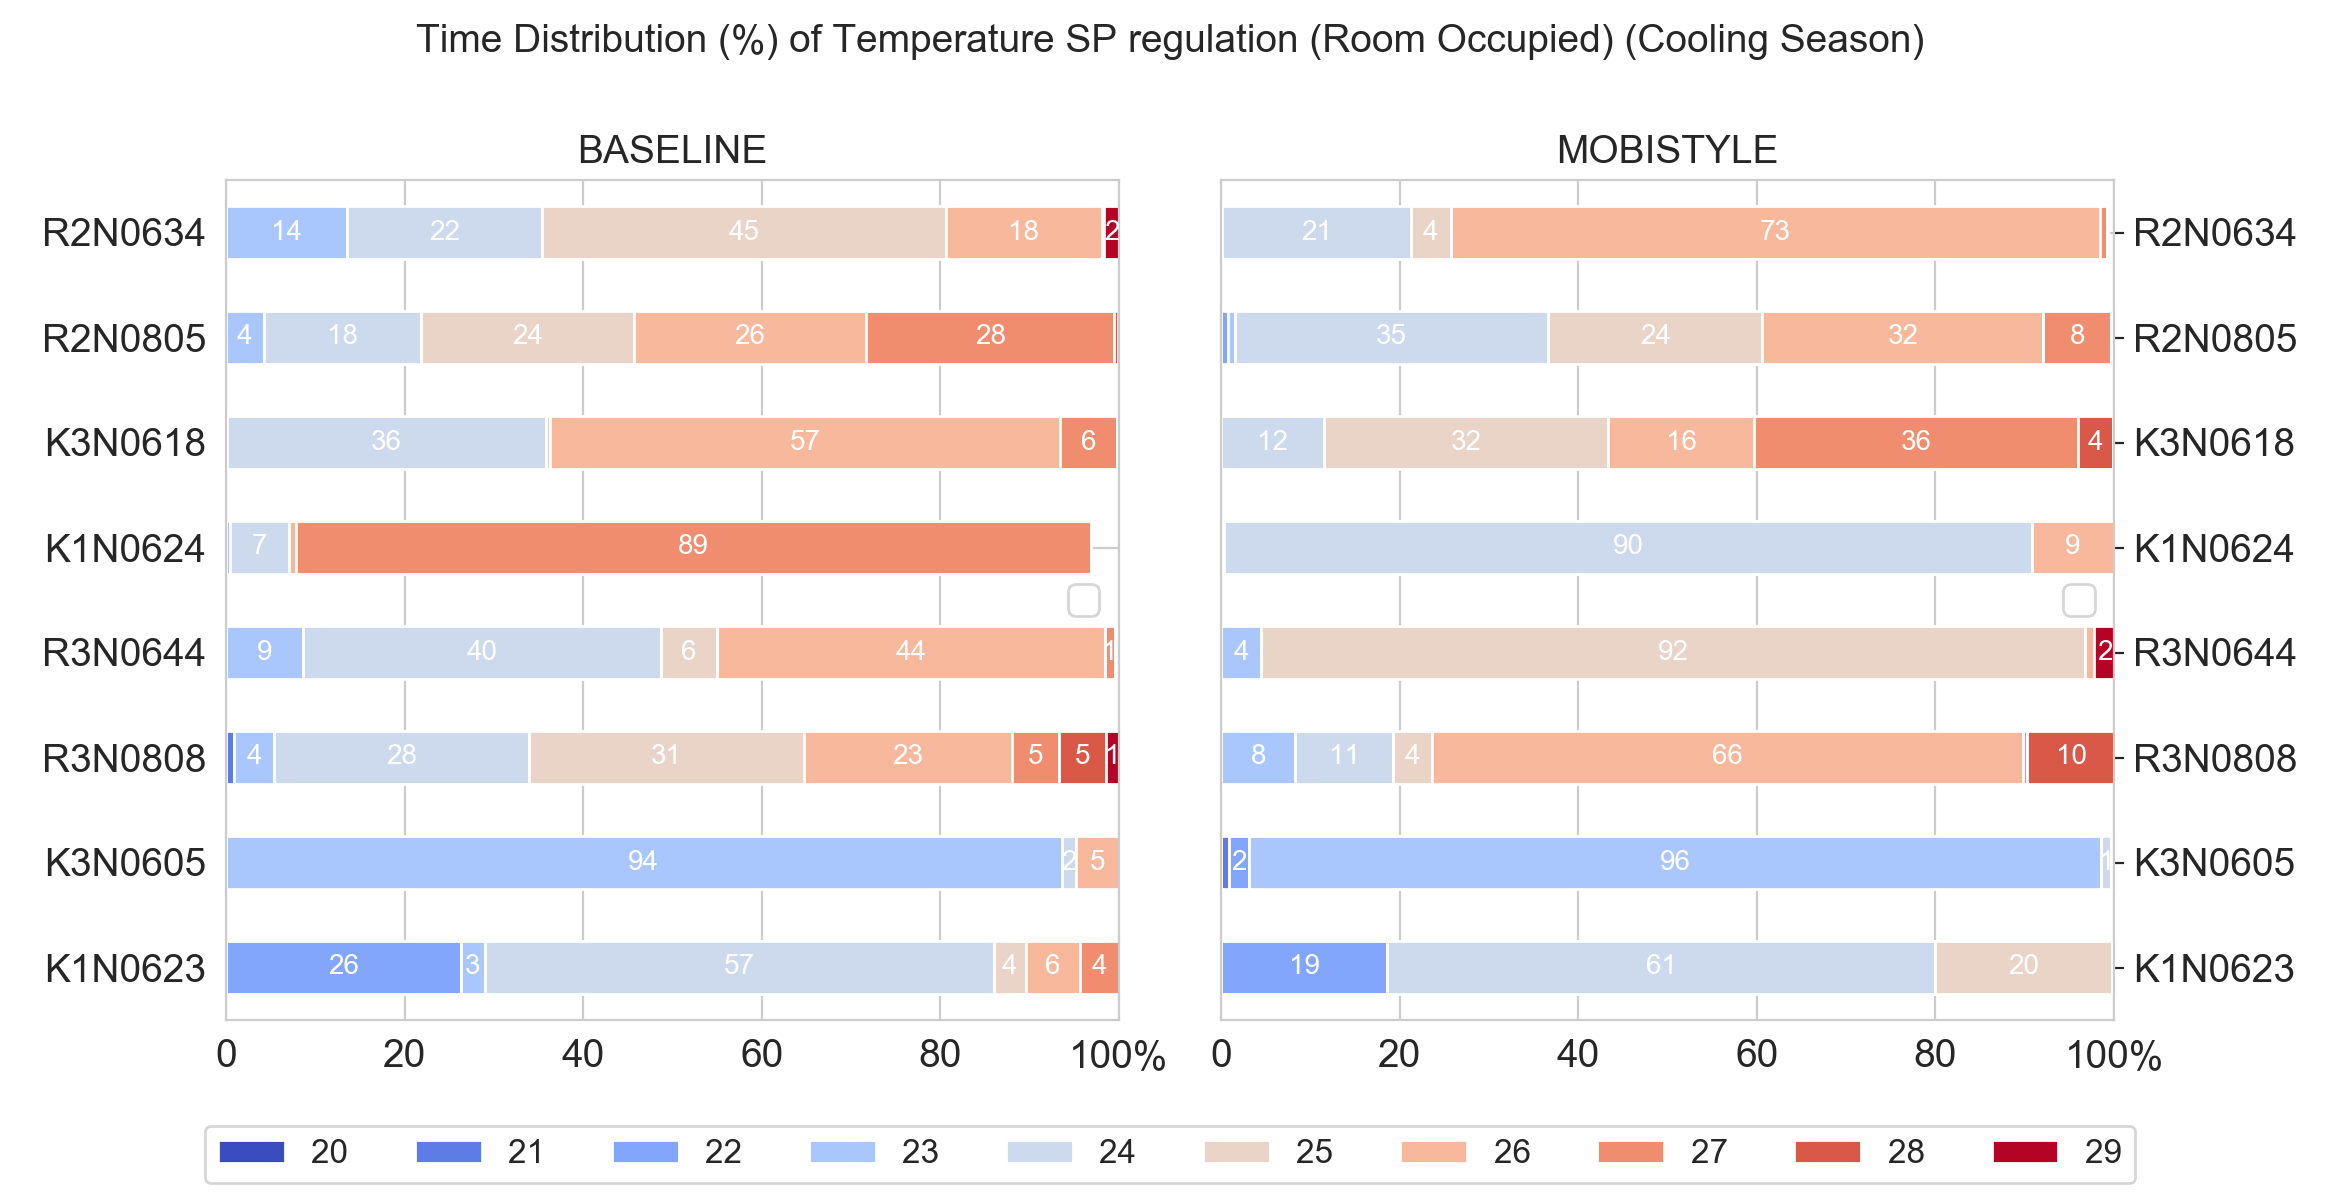 Time Distribution (%) of Temperature SP regulation (Room Occupied) (Cooling Season)
BASELINE
MOBISTYLE
R2N0634 14 22 45 18 2 21 4 73 R2N0634
R2N0805 4 18 24 26 28 35 24 32 8 R2N0805
K3N0618 36 57 6 12 32 16 36 4 K3N0618
K1N0624 7 89 90 9 K1N0624
R3N0644 9 40 6 44 1 4 92 2 R3N0644
R3N0808 4 28 31 23 5 5 1 8 11 4 66 10 R3N0808
K3N0605 94 2 5 2 96 1 K3N0605
K1N0623 26 3 57 4 6 4 19 61 20 K1N0623
0 20 40 60 80 100% 0 20 40 60 80 100%
20 21 22 23 24 25 26 27 28 29